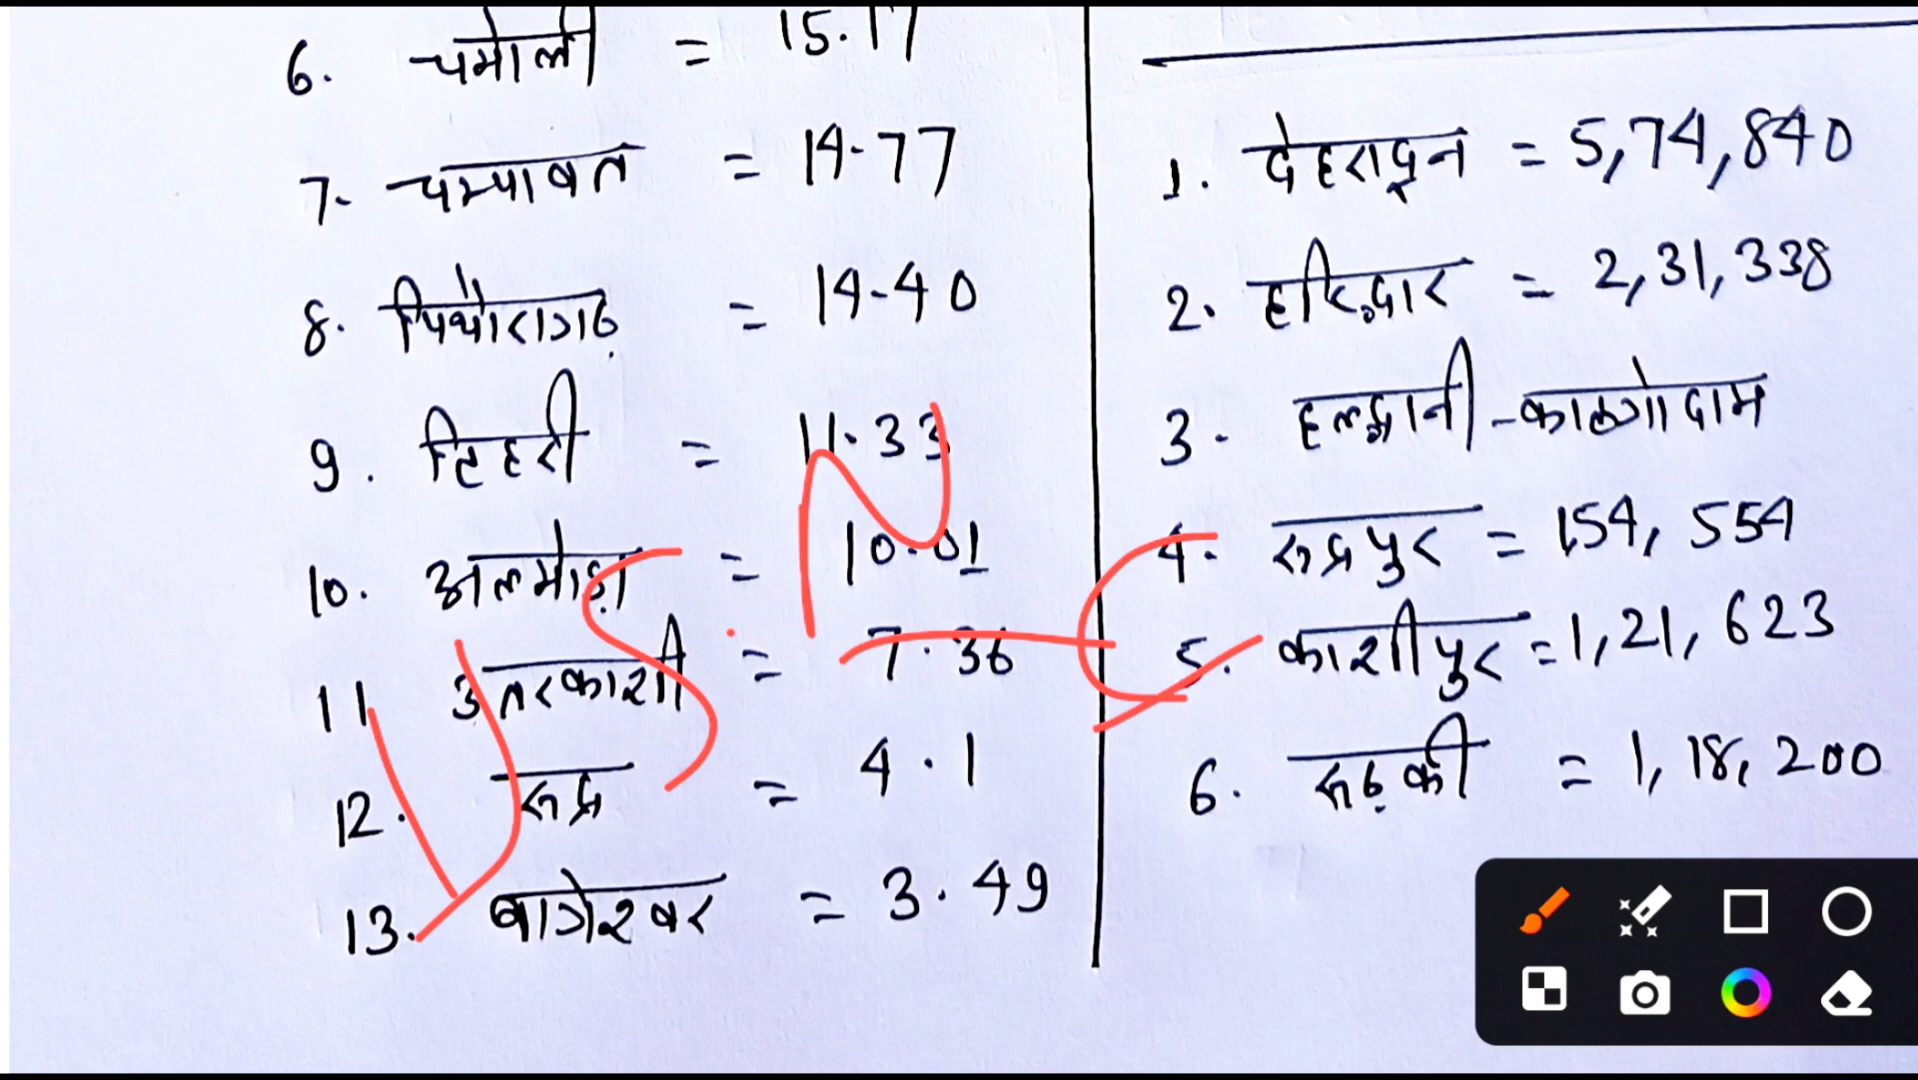 6. चमोली = 15.17
7. चम्पावत = 14.77
8. पिथौरागढ़ = 14.40
9. टिहरी = 11.33
10. अलमोड़ा = 10.01
11 उत्तरकाशी = 7.36
12. रुद्र = 4.1
13. बागेश्वर = 3.49
1. देहरादून = 5,74,840
2. हरिद्वार = 2,31,338
3. हल्द्वानी - काठगोदाम
4. रुद्रपुर = 154, 554
5. काशीपुर = 1,21,623
6. रुड़की = 1,18,200